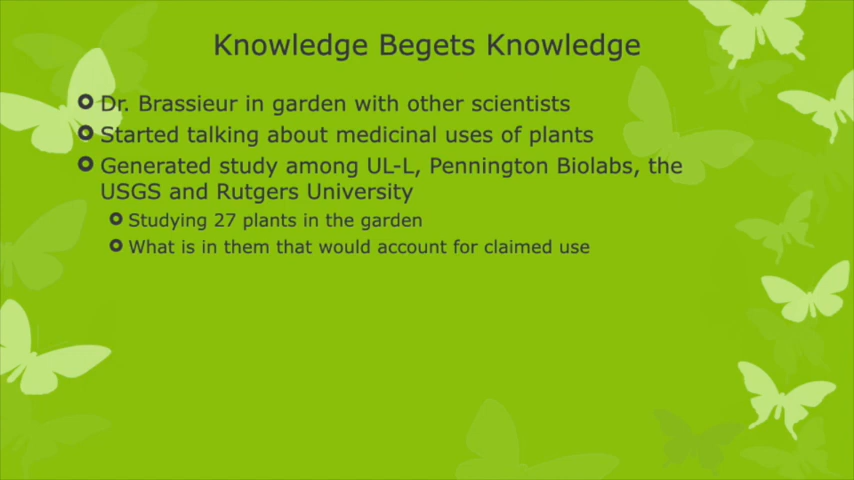 Knowledge Begets Knowledge
Dr. Brassieur in garden with other scientists
Started talking about medicinal uses of plants
Generated study among UL-L, Pennington Biolabs, the
USGS and Rutgers University
Studying 27 plants in the garden
What is in them that would account for claimed use